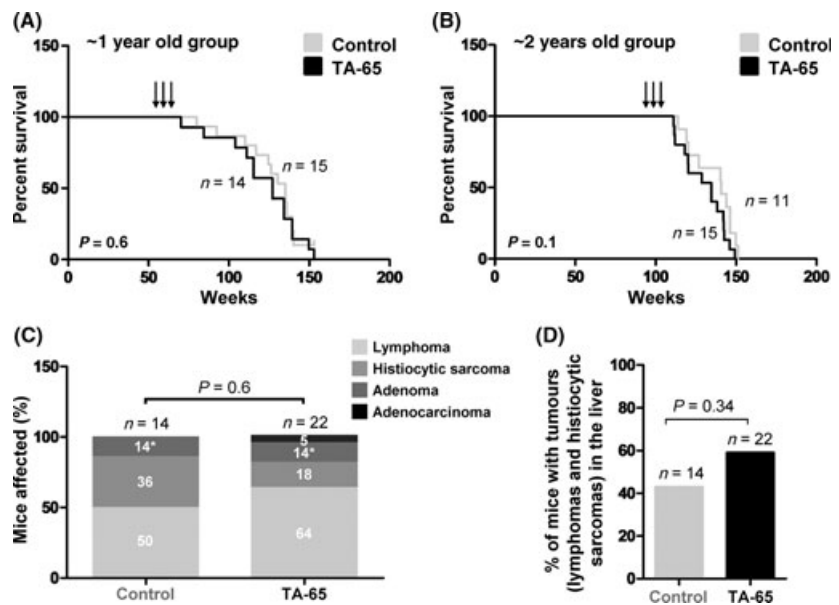 (A)
~1 year old group
Control
TA-65
Percent survival
150
100
50
0
n = 15
n = 14
P = 0.6
0 50 100 150 200
Weeks
(B)
~2 years old group
Control
TA-65
Percent survival
150
100
50
0
n = 11
n = 15
P = 0.1
0 50 100 150 200
Weeks
(C)
Mice affected (%)
150
100
50
0
Lymphoma
Histiocytic sarcoma
Adenoma
Adenocarcinoma
P = 0.6
n = 14
n = 22
14*
36
50
5
14*
18
64
Control
TA-65
(D)
% of mice with tumours
(lymphomas and histiocytic
sarcomas) in the liver
100
80
60
40
20
0
P = 0.34
n = 22
n = 14
Control
TA-65